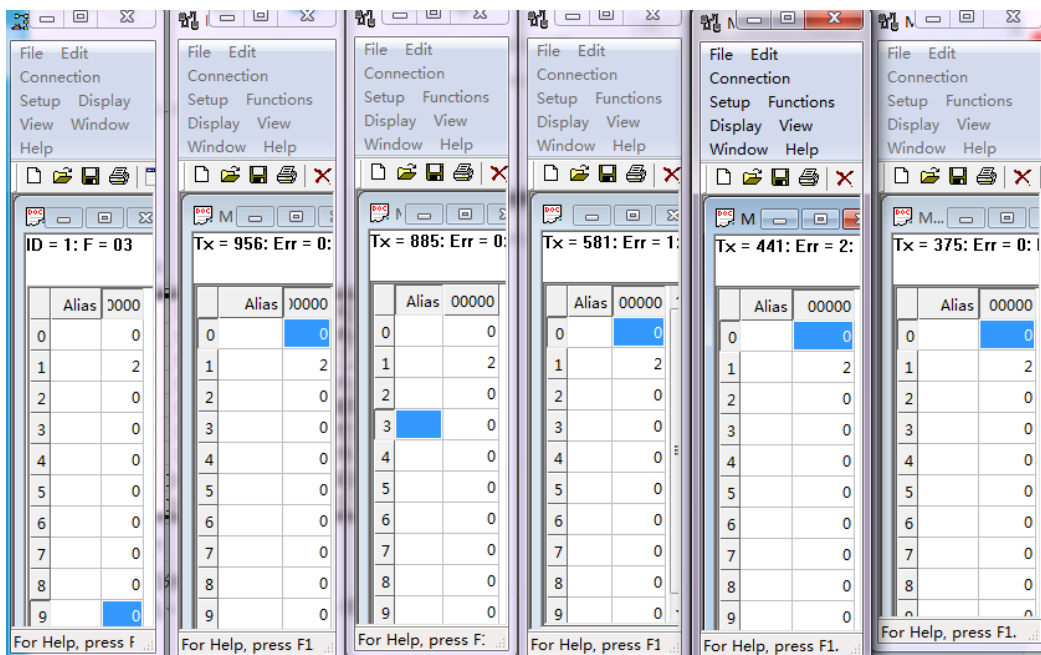 File Edit
Connection
Setup Display
View Window
Help
ID = 1: F = 03
Alias 0000
0 0
1 2
2 0
3 0
4 0
5 0
6 0
7 0
8 0
9 0
For Help, press F
File Edit
Connection
Setup Functions
Display View
Window Help
M
Tx = 956: Err = 0:
Alias 0000
0 0
1 2
2 0
3 0
4 0
5 0
6 0
7 0
8 0
9 0
For Help, press F1
File Edit
Connection
Setup Functions
Display View
Window Help
Tx = 885: Err = 0:
Alias 00000
0 0
1 2
2 0
3 0
4 0
5 0
6 0
7 0
8 0
9 0
For Help, press F
File Edit
Connection
Setup Functions
Display View
Window Help
Tx = 581: Err = 1:
Alias 00000
0 0
1 2
2 0
3 0
4 0
5 0
6 0
7 0
8 0
9 0
For Help, press F1
File Edit
Connection
Setup Functions
Display View
Window Help
M
Tx = 441: Err = 2:
Alias 00000
0 0
1 2
2 0
3 0
4 0
5 0
6 0
7 0
8 0
9 0
For Help, press F1.
File Edit
Connection
Setup Functions
Display View
Window Help
M...
Tx = 375: Err = 0:
Alias 00000
0 0
1 2
2 0
3 0
4 0
5 0
6 0
7 0
8 0
For Help, press F1.